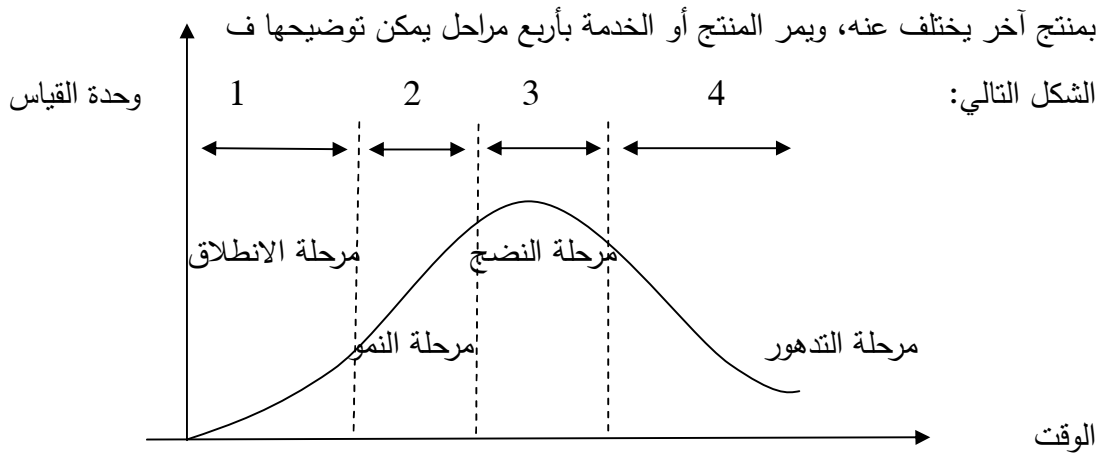 بمنتج آخر يختلف عنه، ويمر المنتج أو الخدمة بأربع مراحل يمكن توضيحها ف
الشكل التالي: 4 3 2 1 وحدة القياس
مرحلة الانطلاق مرحلة النضج
مرحلة النمو مرحلة التدهور
الوقت